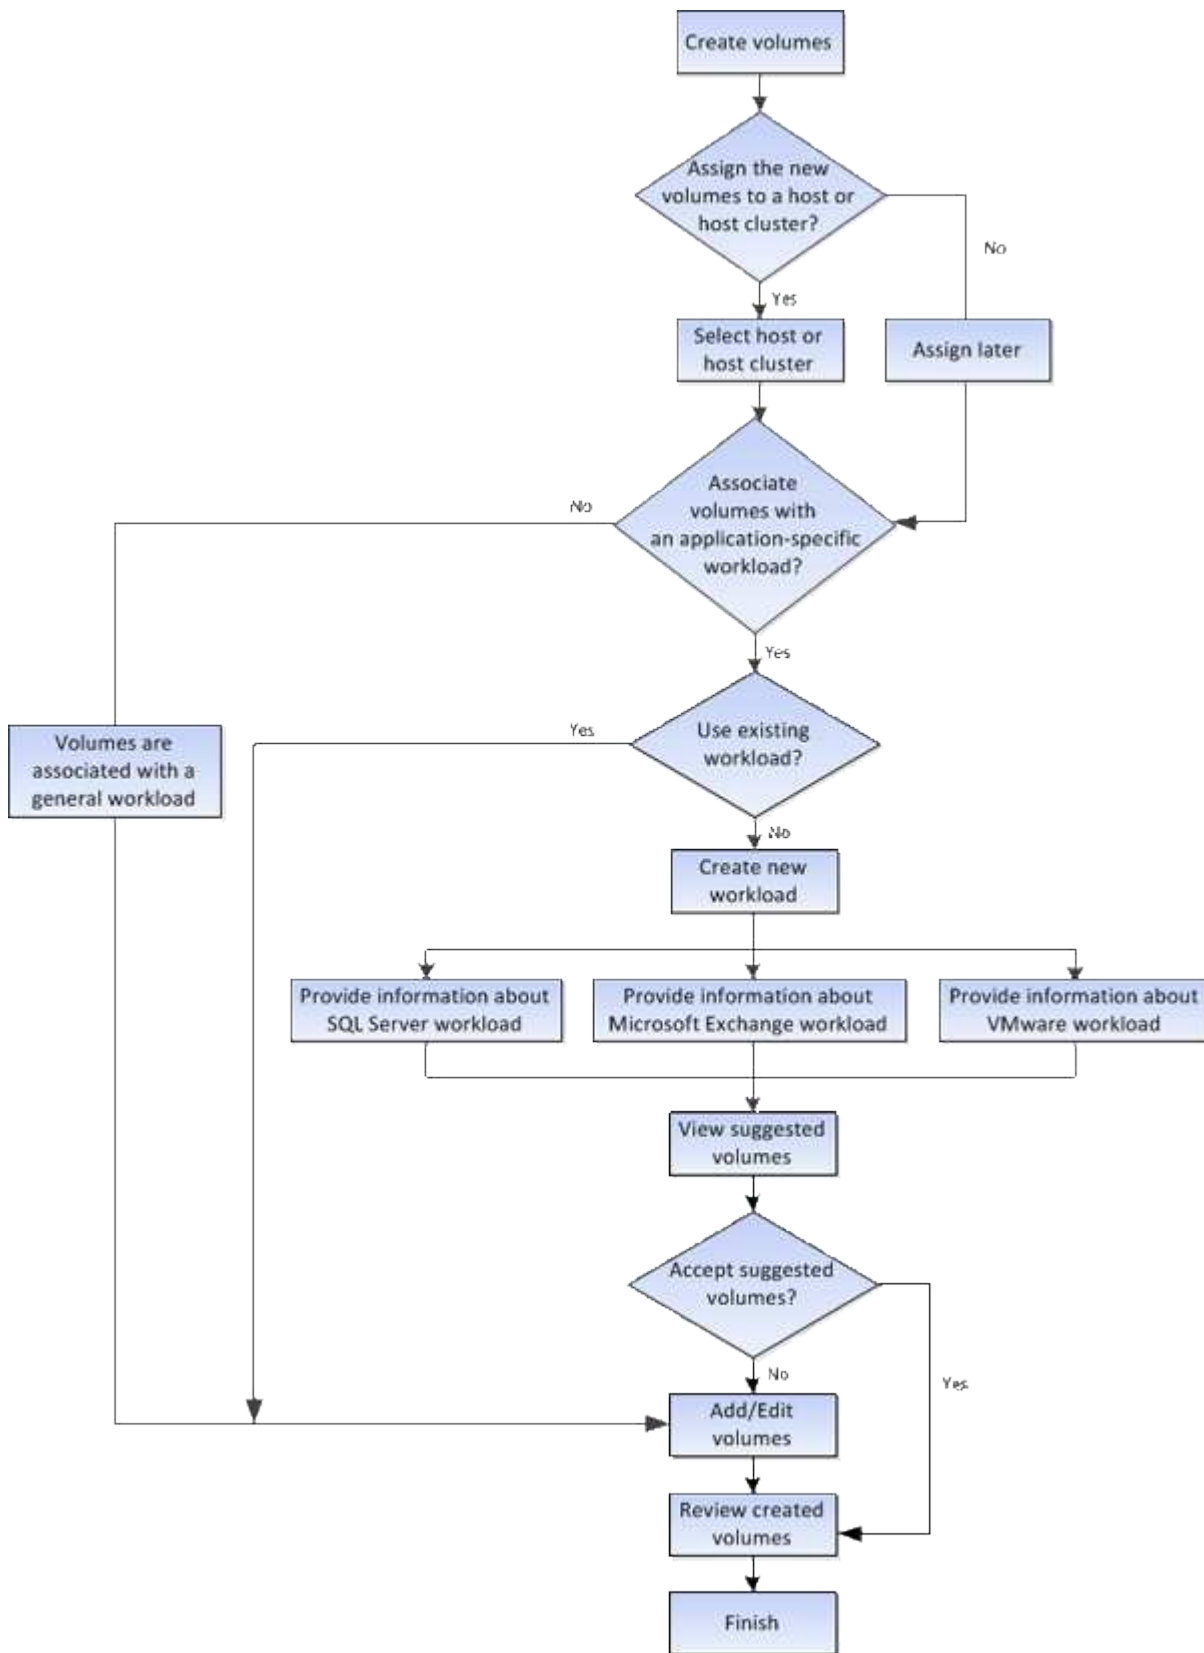 Create volumes
Assign the new
volumes to a host or
host cluster?
No
Yes
Select host or
host cluster
Assign later
Associate
volumes with
an application-specific
workload?
No
Yes
Use existing
workload?
Yes
No
Volumes are
associated with a
general workload
Create new
workload
Provide information about
SQL Server workload
Provide information about
Microsoft Exchange workload
Provide information about
VMware workload
View suggested
volumes
Accept suggested
volumes?
No
Yes
Add/Edit
volumes
Review created
volumes
Finish